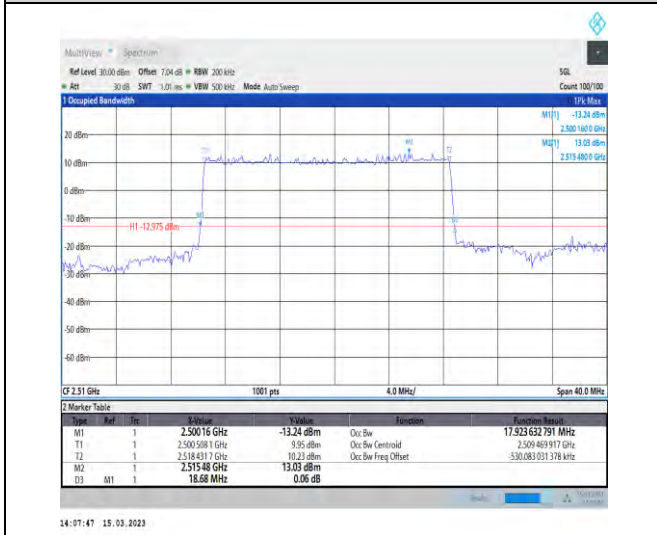 MultiView Spectrum
Ref Level 30.00 dBm Offset 7.04 dB RBW 200 kHz SGL
Att 30 dB SWT 1.01 ms VBW 500 kHz Mode Auto Sweep Count 100/100
1 Occupied Bandwidth 1Pk Max
M1[1] -13.24 dBm
2.500 160 0 GHz
20 dBm
M2[1] 13.03 dBm
2.515 480 0 GHz
M2
T2
10 dBm
0 dBm
-10 dBm
M1
H1 -12.975 dBm
-20 dBm
-30 dBm
-40 dBm
-50 dBm
-60 dBm
CF 2.51 GHz 1001 pts 4.0 MHz/ Span 40.0 MHz
2 Marker Table
Type Ref Trc X-Value Y-Value Function Function Result
M1 1 2.500 16 GHz -13.24 dBm Occ Bw 17.923 632 791 MHz
T1 1 2.500 508 1 GHz 9.95 dBm Occ Bw Centroid 2.509 469 917 GHz
T2 1 2.518 431 7 GHz 10.23 dBm Occ Bw Freq Offset -530.083 031 378 kHz
M2 1 2.515 48 GHz 13.03 dBm
D3 M1 1 18.68 MHz 0.06 dB
14:07:47 15.03.2023